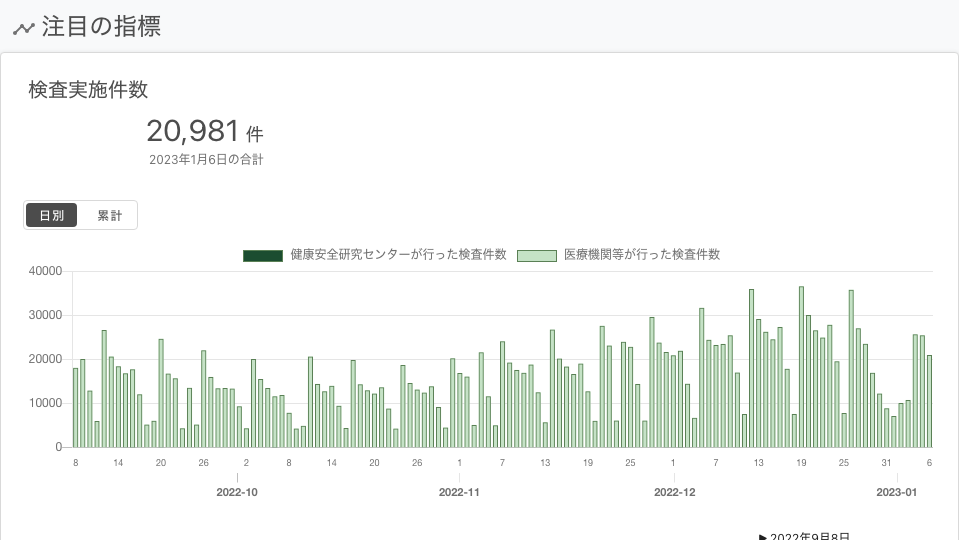 注目の指標
検査実施件数
20,981 件
2023年1月6日の合計
日別 累計
健康安全研究センターが行った検査件数 医療機関等が行った検査件数
40000
30000
20000
10000
0
8 14 20 26 2 8 14 20 26 1 7 13 19 25 1 7 13 19 25 31 6
2022-10 2022-11 2022-12 2023-01
▶ 2022年9月8日